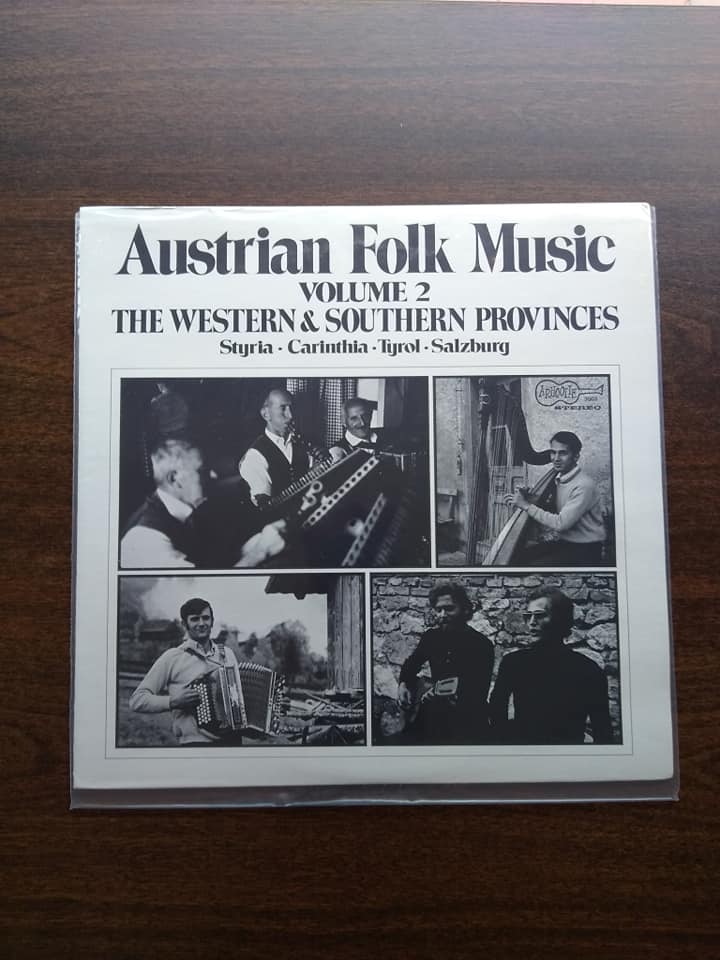 Austrian Folk Music
VOLUME 2
THE WESTERN & SOUTHERN PROVINCES
Styria · Carinthia · Tyrol · Salzburg
ARHOOLIE
STEREO